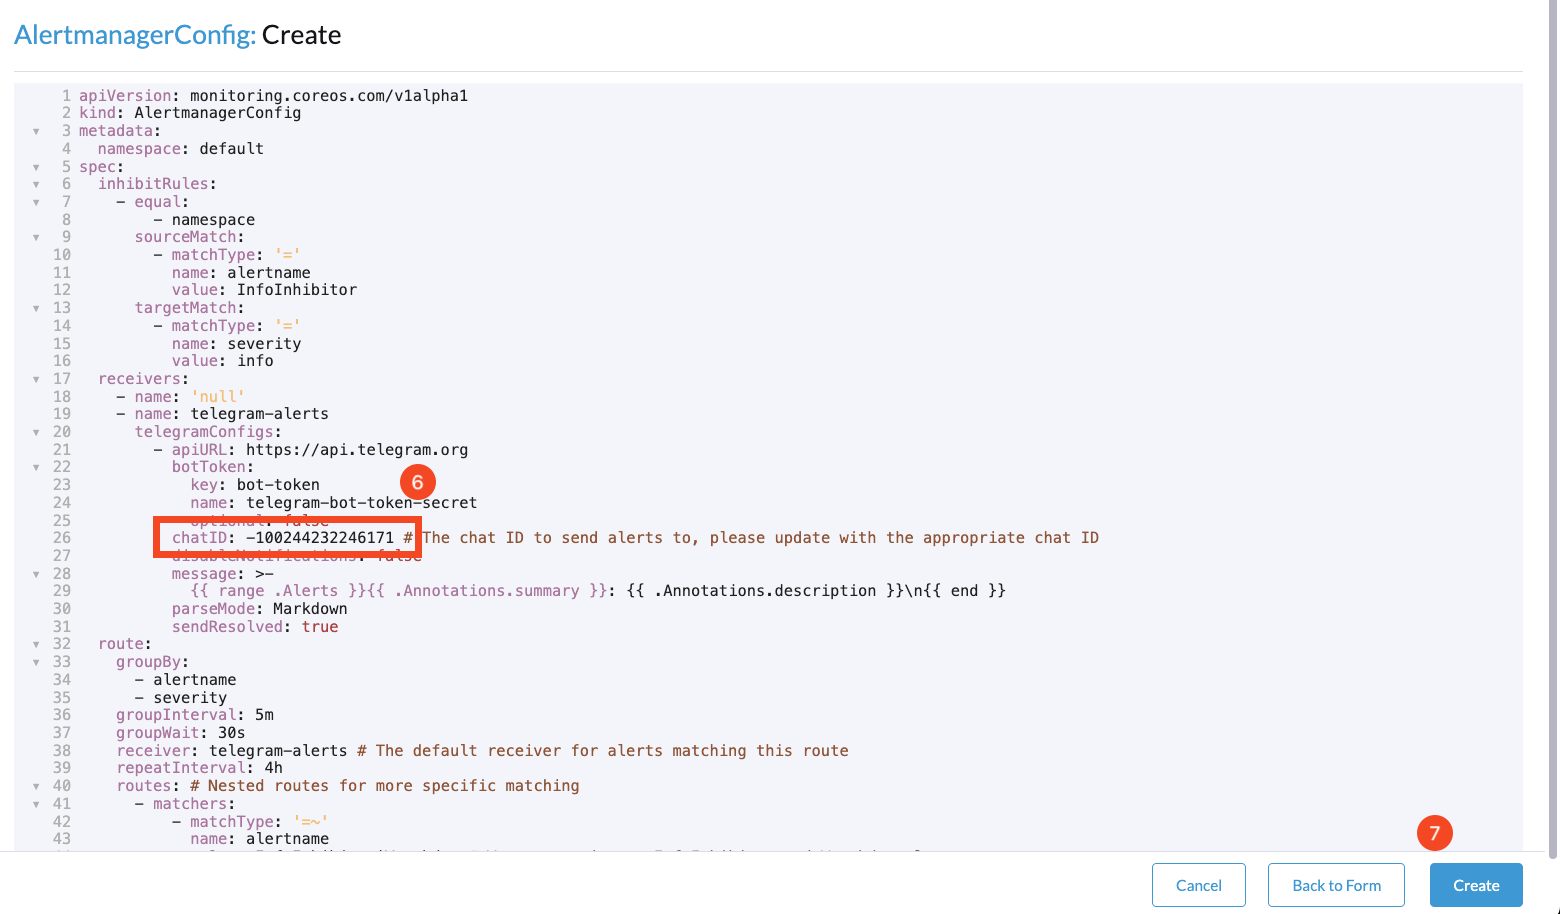 AlertmanagerConfig: Create
1 apiVersion: monitoring.coreos.com/v1alpha1
2 kind: AlertmanagerConfig
3 metadata:
4   namespace: default
5 spec:
6   inhibitRules:
7     - equal:
8         - namespace
9       sourceMatch:
10         - matchType: '='
11           name: alertname
12           value: InfoInhibitor
13       targetMatch:
14         - matchType: '='
15           name: severity
16           value: info
17   receivers:
18     - name: 'null'
19     - name: telegram-alerts
20       telegramConfigs:
21         - apiURL: https://api.telegram.org
22           botToken:
23             key: bot-token
6
24             name: telegram-bot-token-secret
25             optional: false
26           chatID: -100244232246171 # The chat ID to send alerts to, please update with the appropriate chat ID
27           disableNotifications: false
28           message: >-
29             {{ range .Alerts }}{{ .Annotations.summary }}: {{ .Annotations.description }}\n{{ end }}
30           parseMode: Markdown
31           sendResolved: true
32   route:
33     groupBy:
34       - alertname
35       - severity
36     groupInterval: 5m
37     groupWait: 30s
38     receiver: telegram-alerts # The default receiver for alerts matching this route
39     repeatInterval: 4h
40     routes: # Nested routes for more specific matching
41       - matchers:
42           - matchType: '=~'
43             name: alertname
7
Cancel
Back to Form
Create